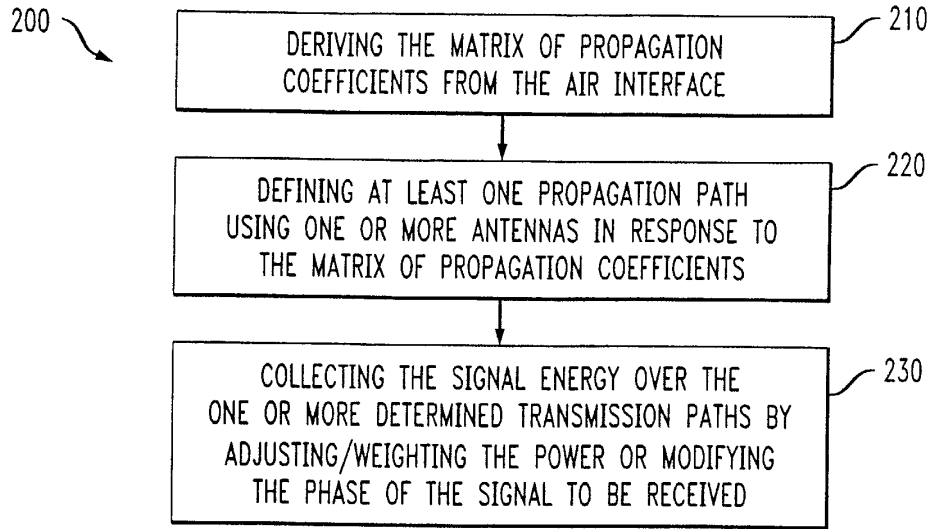 200
210
DERIVING THE MATRIX OF PROPAGATION
COEFFICIENTS FROM THE AIR INTERFACE
220
DEFINING AT LEAST ONE PROPAGATION PATH
USING ONE OR MORE ANTENNAS IN RESPONSE TO
THE MATRIX OF PROPAGATION COEFFICIENTS
230
COLLECTING THE SIGNAL ENERGY OVER THE
ONE OR MORE DETERMINED TRANSMISSION PATHS BY
ADJUSTING/WEIGHTING THE POWER OR MODIFYING
THE PHASE OF THE SIGNAL TO BE RECEIVED